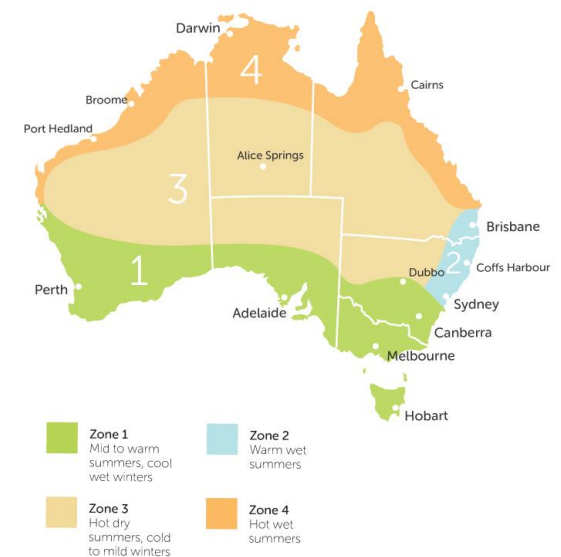 Darwin
4
Cairns
Broome
Port Hedland
Alice Springs
3
Brisbane
2
Coffs Harbour
1
Dubbo
Perth
Sydney
Adelaide
Canberra
Melbourne
Hobart
Zone 1
Mid to warm
summers, cool
wet winters
Zone 2
Warm wet
summers
Zone 3
Hot dry
summers, cold
to mild winters
Zone 4
Hot wet
summers